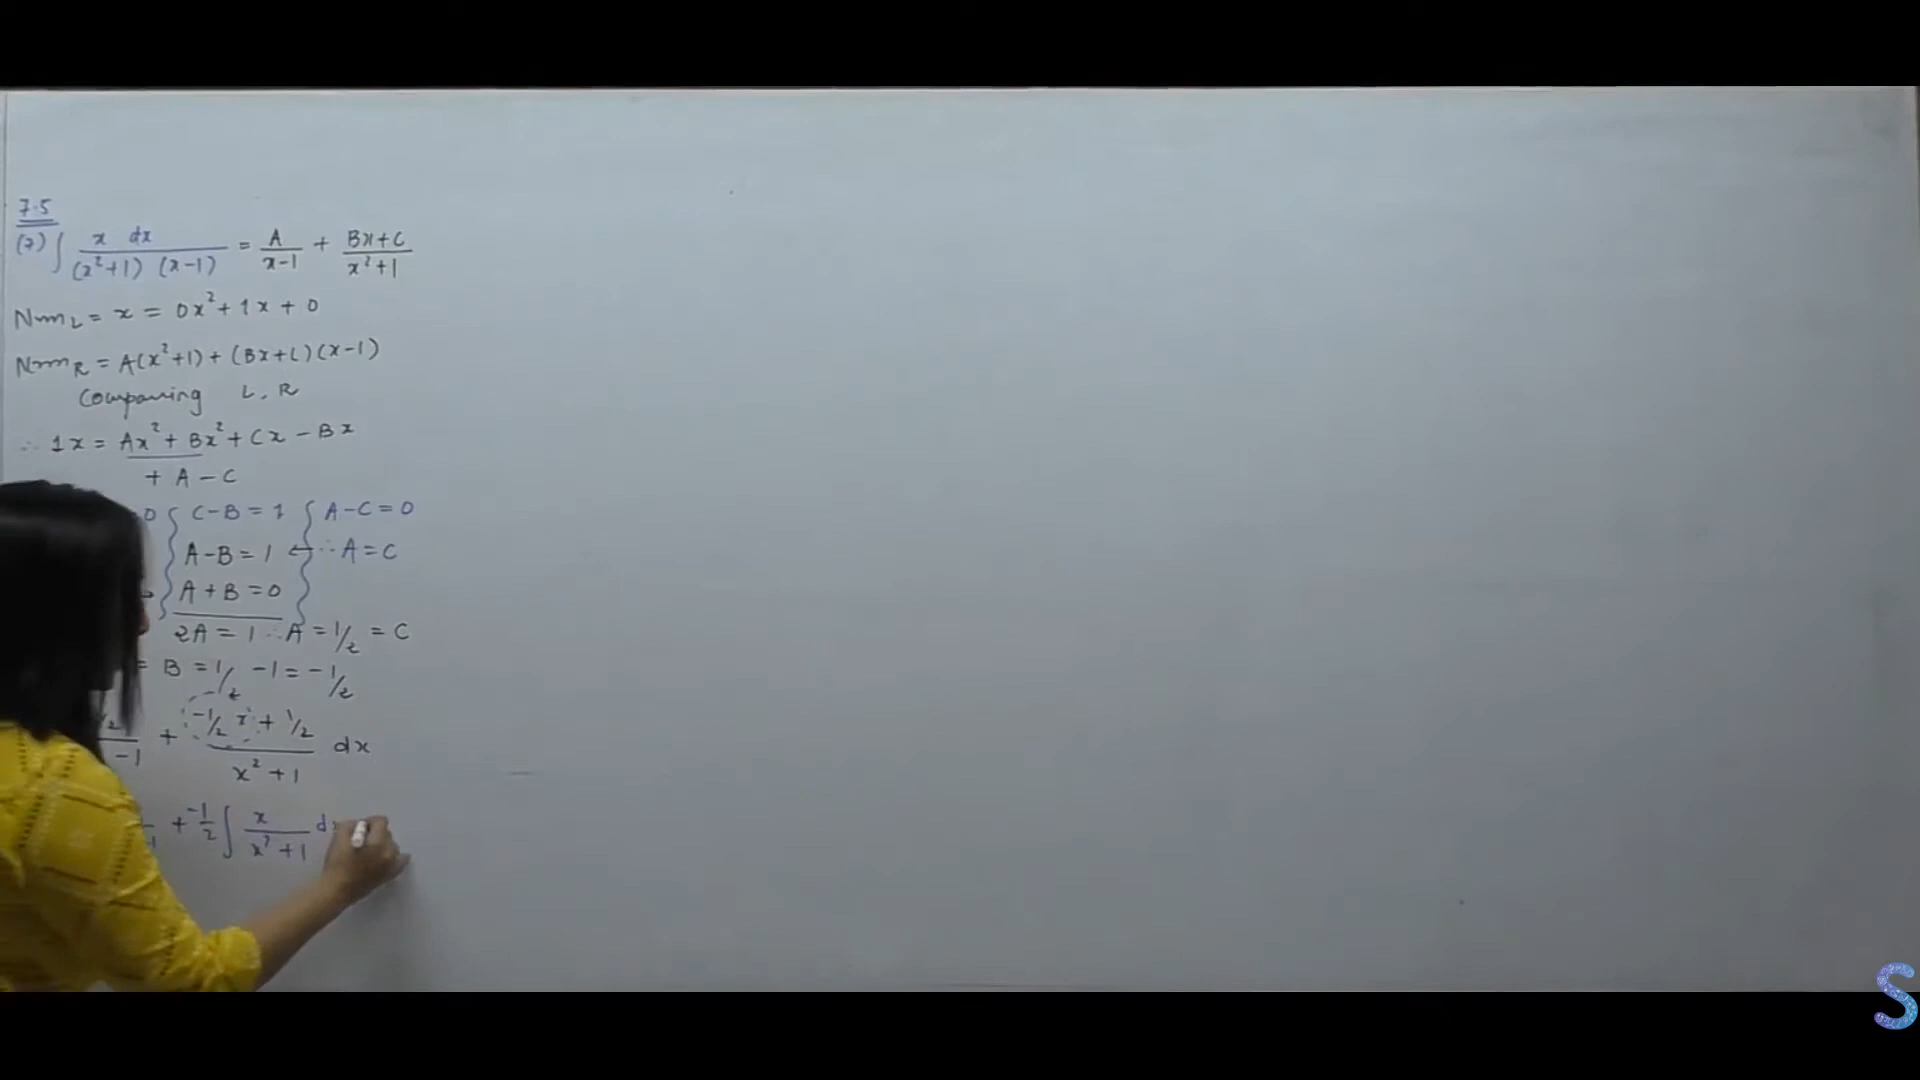 7.5
(7) ∫ x dx / (x²+1) (x-1) = A / x-1 + Bx+C / x²+1
Num_L = x = 0x² + 1x + 0
Num_R = A(x²+1) + (Bx+C)(x-1)
Comparing L, R
∴ 1x = Ax² + Bx² + Cx - Bx
+ A - C
0 { C-B = 1 { A-C = 0
A-B = 1 ← ∴ A = C
A + B = 0
2A = 1 ∴ A = 1/2 = C
= B = 1/2 - 1 = -1/2
-1 + -1/2 x + 1/2 / x² + 1 dx
+ -1/2 ∫ x / x² + 1
S